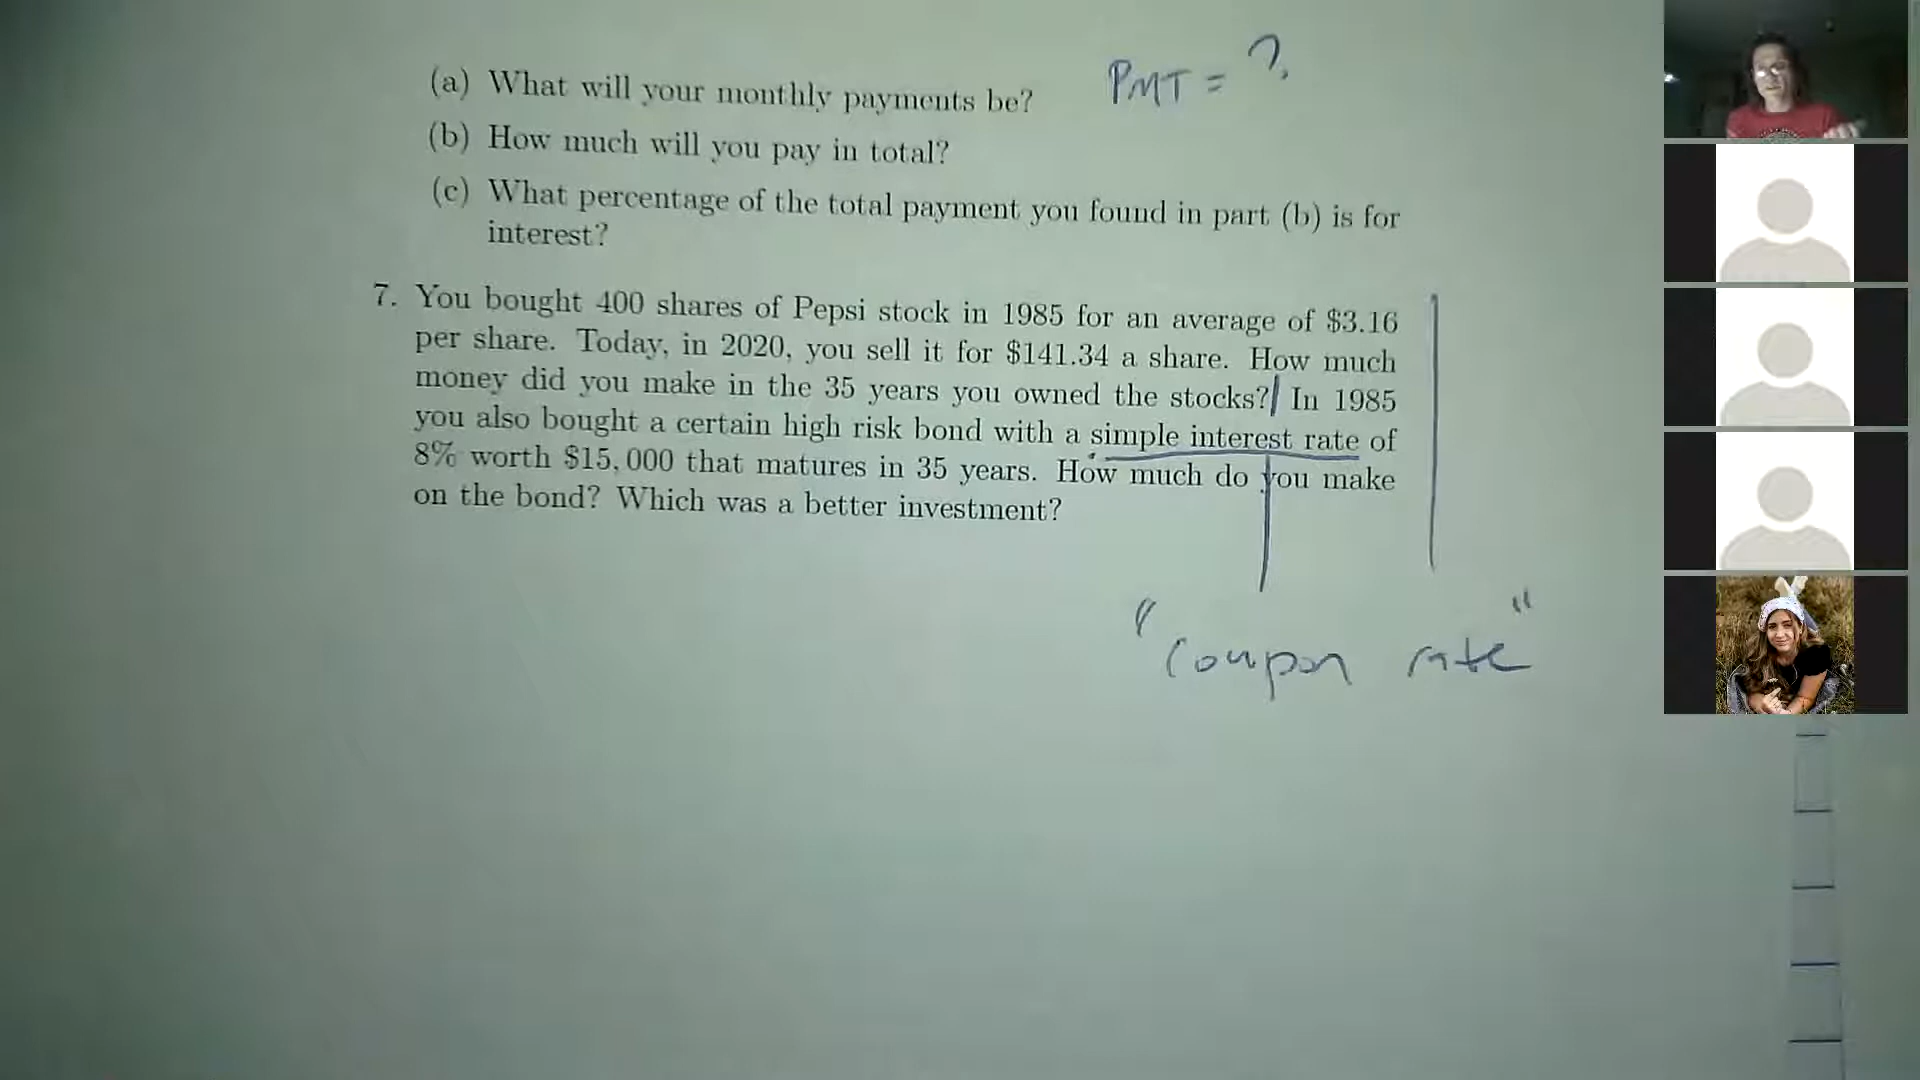 (a) What will your monthly payments be? PMT = ?
(b) How much will you pay in total?
(c) What percentage of the total payment you found in part (b) is for
interest?
7. You bought 400 shares of Pepsi stock in 1985 for an average of $3.16
per share. Today, in 2020, you sell it for $141.34 a share. How much
money did you make in the 35 years you owned the stocks? In 1985
you also bought a certain high risk bond with a simple interest rate of
8% worth $15,000 that matures in 35 years. How much do you make
on the bond? Which was a better investment?
"Coupon rate"